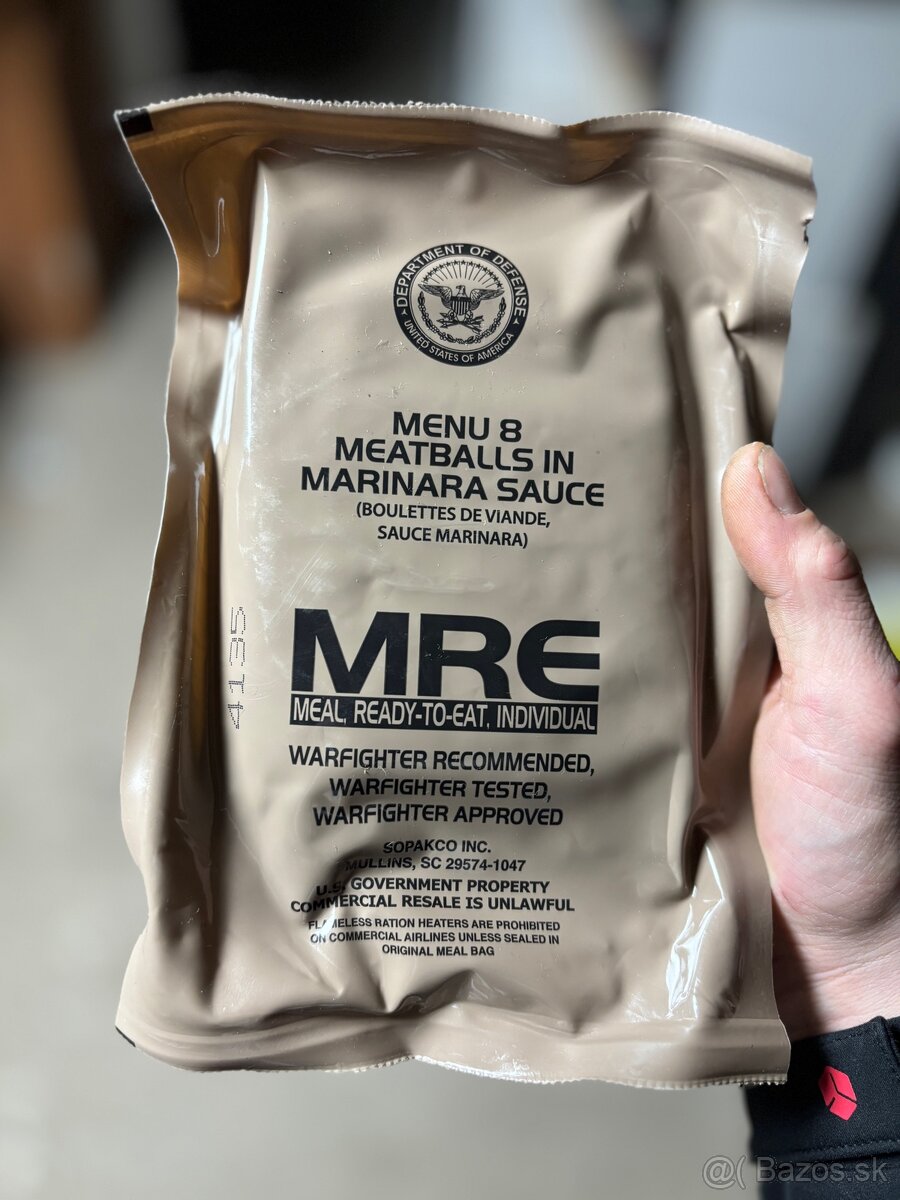 DEPARTMENT OF DEFENSE
UNITED STATES OF AMERICA
MENU 8
MEATBALLS IN
MARINARA SAUCE
(BOULETTES DE VIANDE,
SAUCE MARINARA)
4135
MRE
MEAL, READY-TO-EAT, INDIVIDUAL
WARFIGHTER RECOMMENDED,
WARFIGHTER TESTED,
WARFIGHTER APPROVED
SOPAKCO INC.
MULLINS, SC 29574-1047
U.S. GOVERNMENT PROPERTY
COMMERCIAL RESALE IS UNLAWFUL
FLAMELESS RATION HEATERS ARE PROHIBITED
ON COMMERCIAL AIRLINES UNLESS SEALED IN
ORIGINAL MEAL BAG
@( Bazos.sk